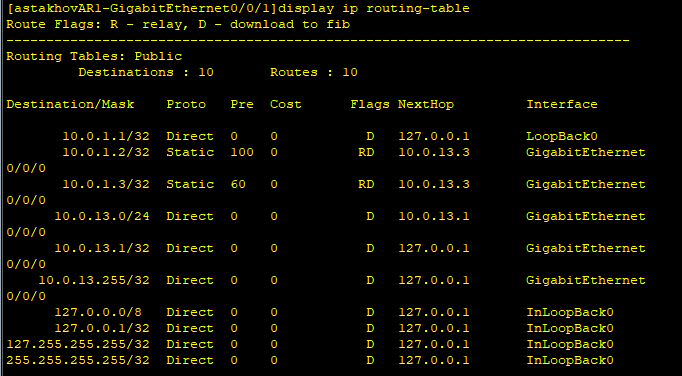 [astakhovAR1-GigabitEthernet0/0/1]display ip routing-table
Route Flags: R - relay, D - download to fib
------------------------------------------------------------------------------
Routing Tables: Public
         Destinations : 10       Routes : 10

Destination/Mask    Proto  Pre  Cost      Flags NextHop         Interface

       10.0.1.1/32  Direct 0    0           D   127.0.0.1       LoopBack0
       10.0.1.2/32  Static 100  0          RD   10.0.13.3       GigabitEthernet
0/0/0
       10.0.1.3/32  Static 60   0          RD   10.0.13.3       GigabitEthernet
0/0/0
      10.0.13.0/24  Direct 0    0           D   10.0.13.1       GigabitEthernet
0/0/0
      10.0.13.1/32  Direct 0    0           D   127.0.0.1       GigabitEthernet
0/0/0
    10.0.13.255/32  Direct 0    0           D   127.0.0.1       GigabitEthernet
0/0/0
      127.0.0.0/8   Direct 0    0           D   127.0.0.1       InLoopBack0
      127.0.0.1/32  Direct 0    0           D   127.0.0.1       InLoopBack0
127.255.255.255/32  Direct 0    0           D   127.0.0.1       InLoopBack0
255.255.255.255/32  Direct 0    0           D   127.0.0.1       InLoopBack0